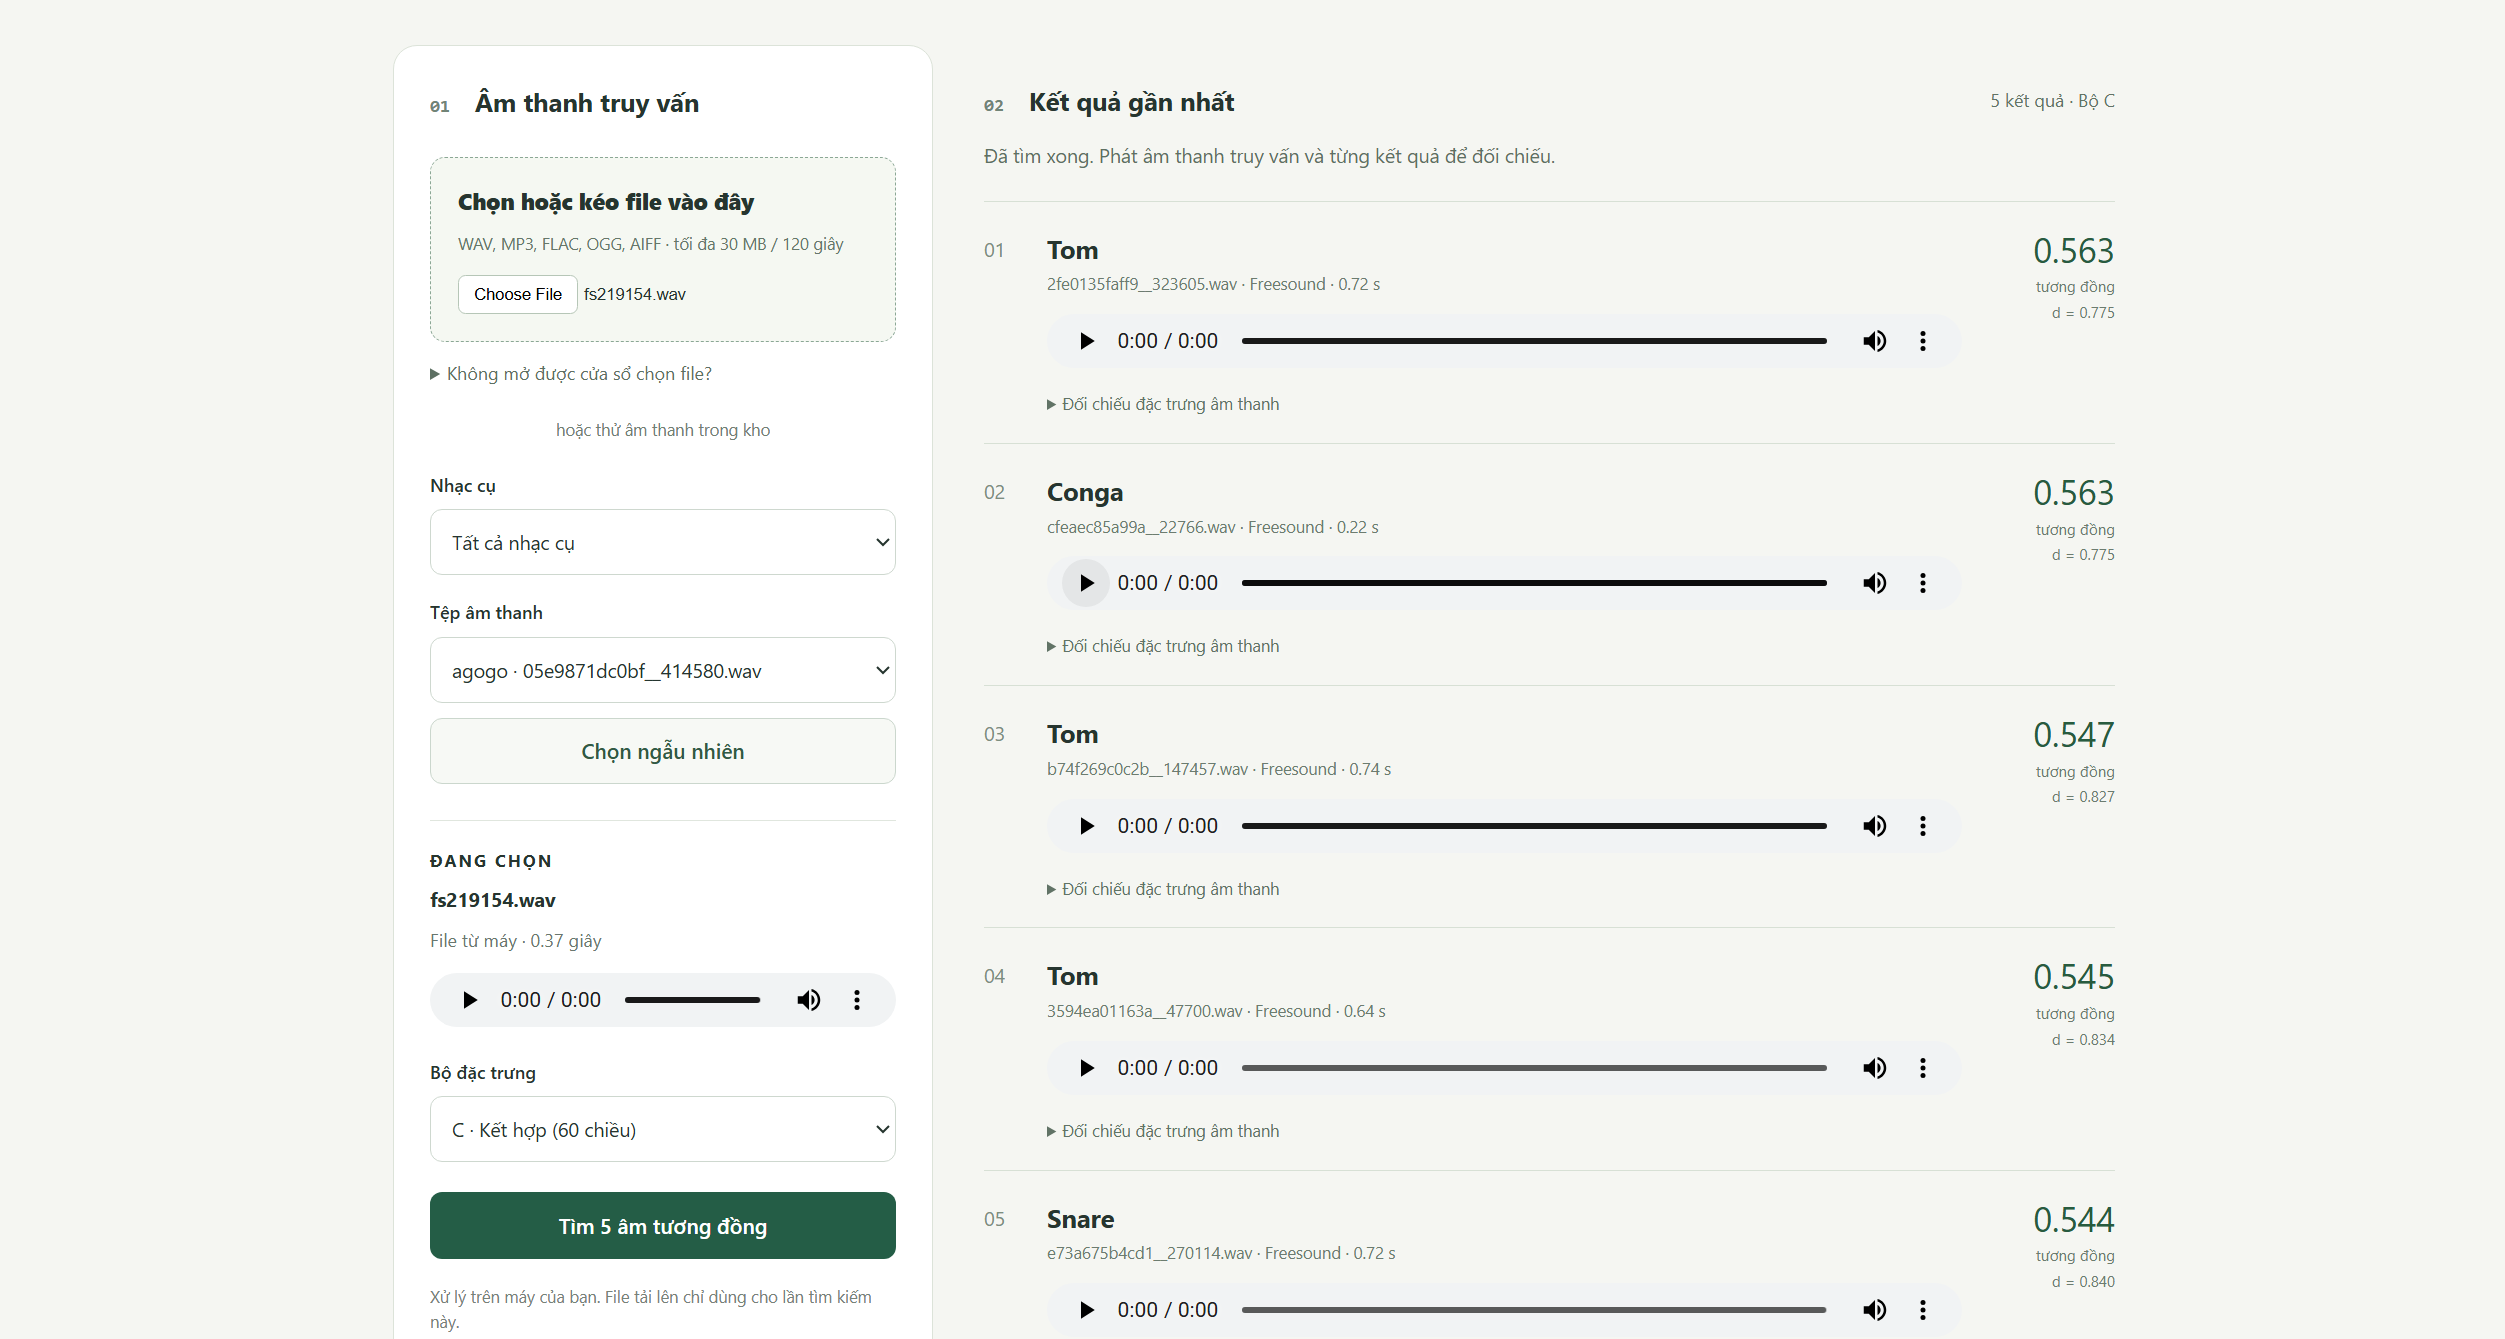 01 Âm thanh truy vấn
Chọn hoặc kéo file vào đây
WAV, MP3, FLAC, OGG, AIFF · tối đa 30 MB / 120 giây
Choose File fs219154.wav
Không mở được cửa sổ chọn file?
hoặc thử âm thanh trong kho
Nhạc cụ
Tất cả nhạc cụ
Tệp âm thanh
agogo · 05e9871dc0bf__414580.wav
Chọn ngẫu nhiên
ĐANG CHỌN
fs219154.wav
File từ máy · 0.37 giây
0:00 / 0:00
Bộ đặc trưng
C · Kết hợp (60 chiều)
Tìm 5 âm tương đồng
Xử lý trên máy của bạn. File tải lên chỉ dùng cho lần tìm kiếm
này.
02 Kết quả gần nhất
5 kết quả · Bộ C
Đã tìm xong. Phát âm thanh truy vấn và từng kết quả để đối chiếu.
01 Tom 0.563
2fe0135faff9__323605.wav · Freesound · 0.72 s
tương đồng
d = 0.775
0:00 / 0:00
Đối chiếu đặc trưng âm thanh
02 Conga 0.563
cfeaec85a99a__22766.wav · Freesound · 0.22 s
tương đồng
d = 0.775
0:00 / 0:00
Đối chiếu đặc trưng âm thanh
03 Tom 0.547
b74f269c0c2b__147457.wav · Freesound · 0.74 s
tương đồng
d = 0.827
0:00 / 0:00
Đối chiếu đặc trưng âm thanh
04 Tom 0.545
3594ea01163a__47700.wav · Freesound · 0.64 s
tương đồng
d = 0.834
0:00 / 0:00
Đối chiếu đặc trưng âm thanh
05 Snare 0.544
e73a675b4cd1__270114.wav · Freesound · 0.72 s
tương đồng
d = 0.840
0:00 / 0:00